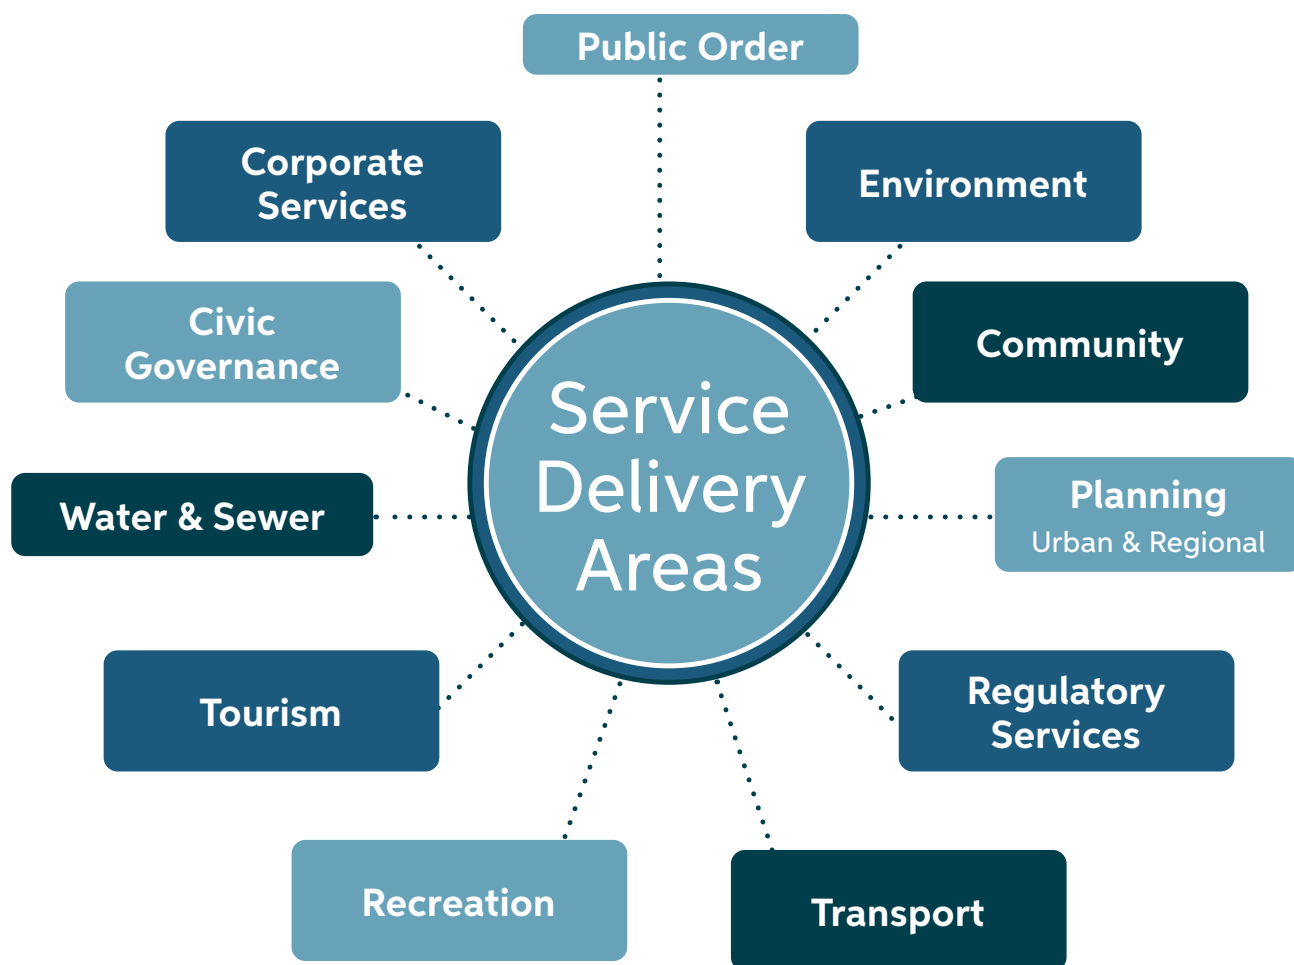 Public Order
Corporate
Services
Environment
Civic
Governance
Community
Service
Delivery
Areas
Water & Sewer
Planning
Urban & Regional
Tourism
Regulatory
Services
Recreation
Transport